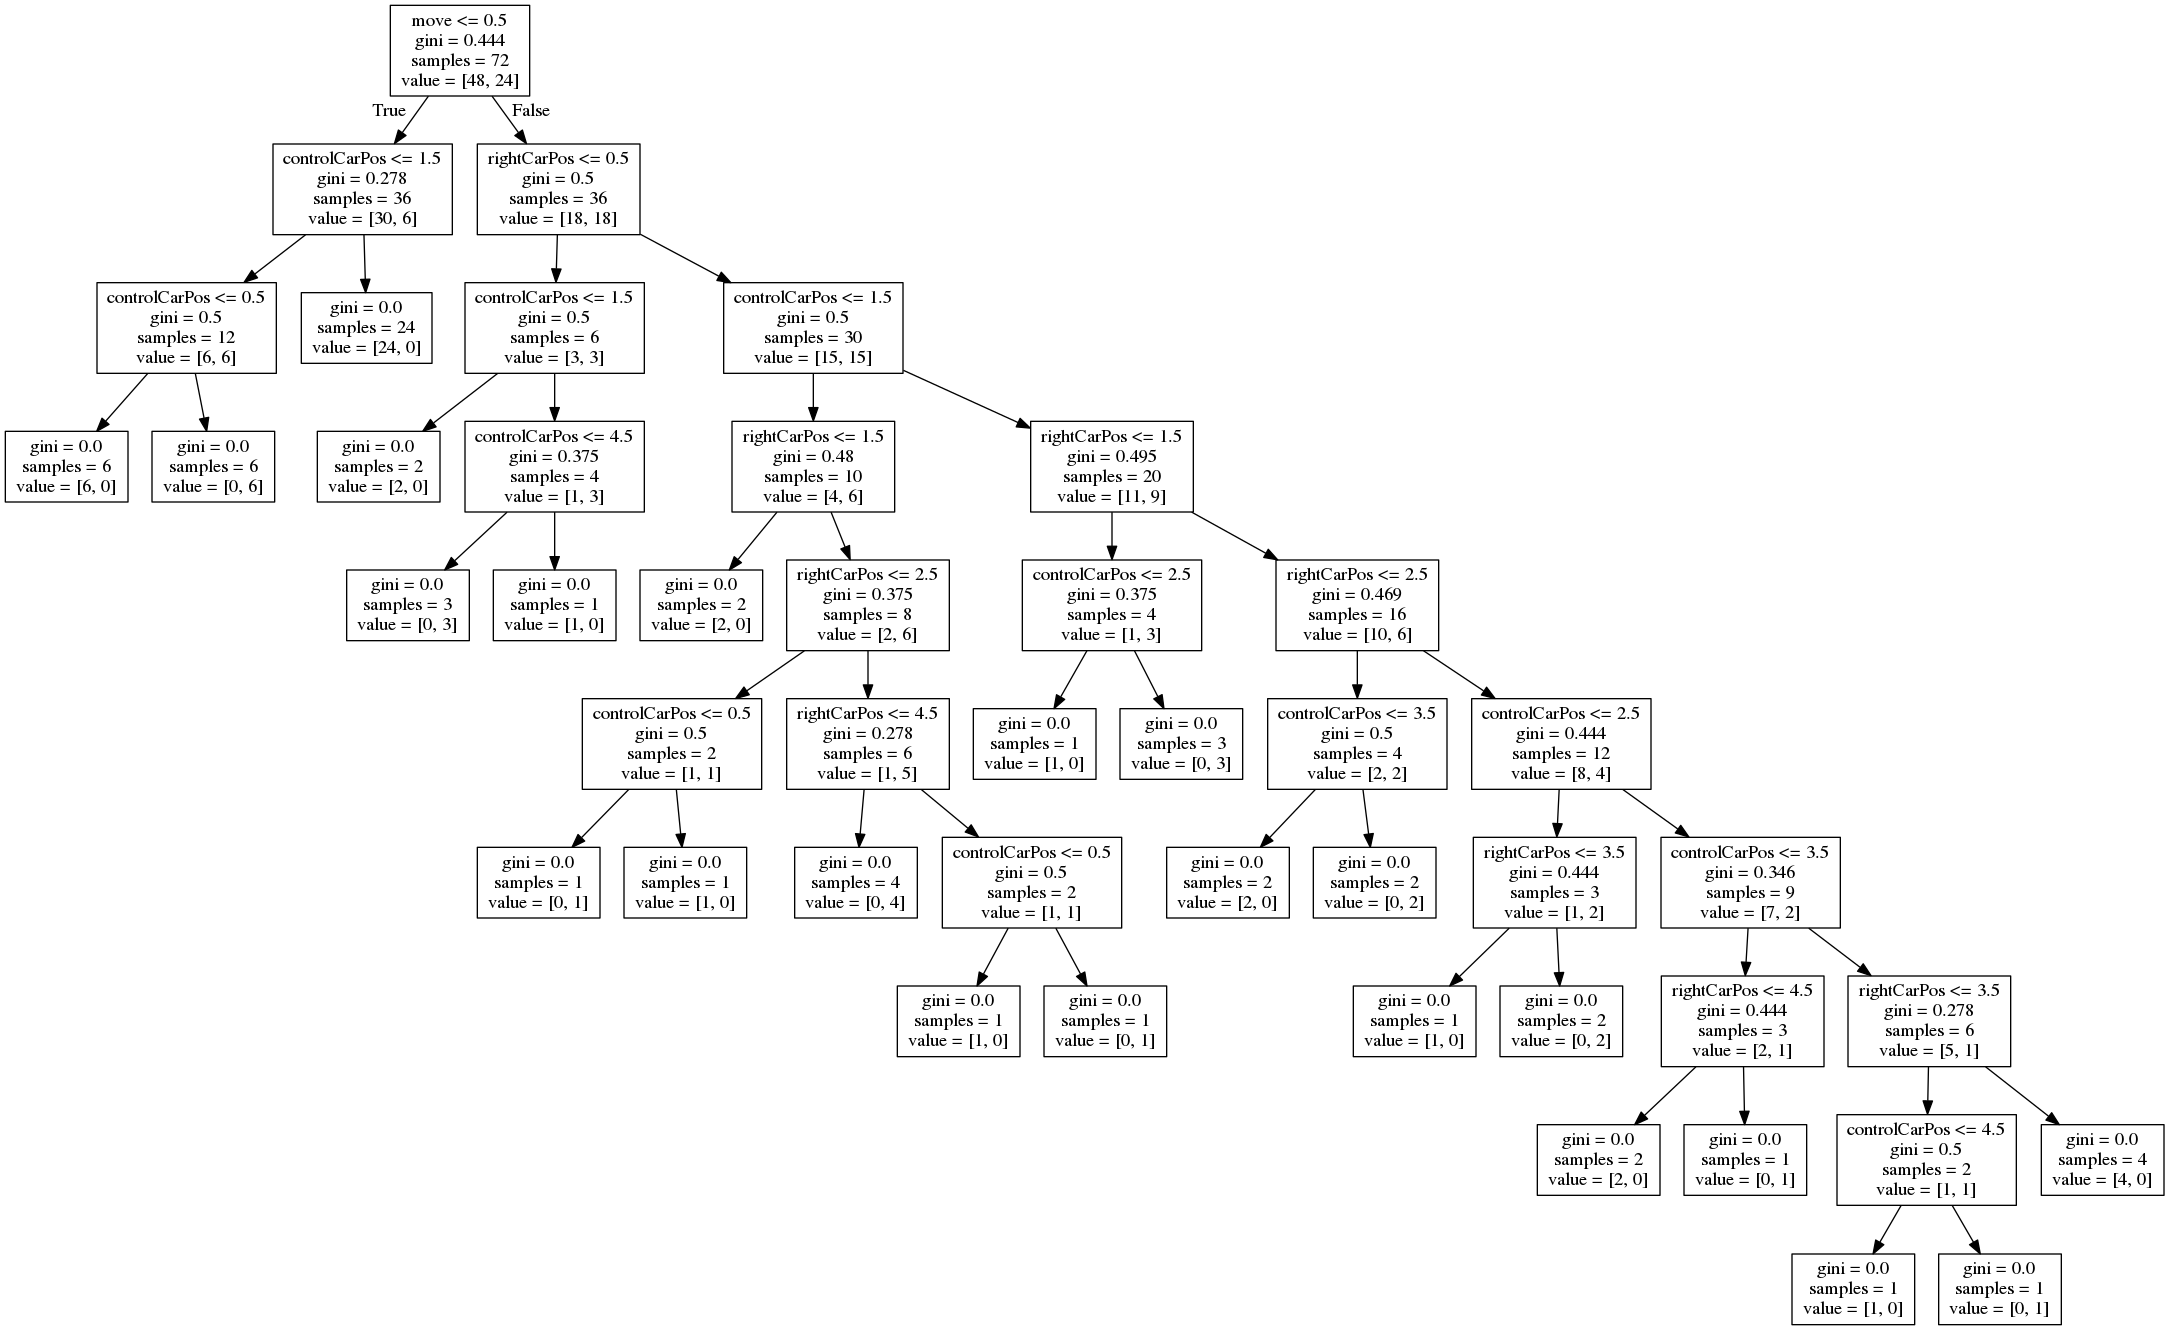 move <= 0.5
gini = 0.444
samples = 72
value = [48, 24]
True
False
controlCarPos <= 1.5
gini = 0.278
samples = 36
value = [30, 6]
rightCarPos <= 0.5
gini = 0.5
samples = 36
value = [18, 18]
controlCarPos <= 0.5
gini = 0.5
samples = 12
value = [6, 6]
gini = 0.0
samples = 24
value = [24, 0]
controlCarPos <= 1.5
gini = 0.5
samples = 6
value = [3, 3]
controlCarPos <= 1.5
gini = 0.5
samples = 30
value = [15, 15]
gini = 0.0
samples = 6
value = [6, 0]
gini = 0.0
samples = 6
value = [0, 6]
gini = 0.0
samples = 2
value = [2, 0]
controlCarPos <= 4.5
gini = 0.375
samples = 4
value = [1, 3]
rightCarPos <= 1.5
gini = 0.48
samples = 10
value = [4, 6]
rightCarPos <= 1.5
gini = 0.495
samples = 20
value = [11, 9]
gini = 0.0
samples = 3
value = [0, 3]
gini = 0.0
samples = 1
value = [1, 0]
gini = 0.0
samples = 2
value = [2, 0]
rightCarPos <= 2.5
gini = 0.375
samples = 8
value = [2, 6]
controlCarPos <= 2.5
gini = 0.375
samples = 4
value = [1, 3]
rightCarPos <= 2.5
gini = 0.469
samples = 16
value = [10, 6]
controlCarPos <= 0.5
gini = 0.5
samples = 2
value = [1, 1]
rightCarPos <= 4.5
gini = 0.278
samples = 6
value = [1, 5]
gini = 0.0
samples = 1
value = [1, 0]
gini = 0.0
samples = 3
value = [0, 3]
controlCarPos <= 3.5
gini = 0.5
samples = 4
value = [2, 2]
controlCarPos <= 2.5
gini = 0.444
samples = 12
value = [8, 4]
gini = 0.0
samples = 1
value = [0, 1]
gini = 0.0
samples = 1
value = [1, 0]
gini = 0.0
samples = 4
value = [0, 4]
controlCarPos <= 0.5
gini = 0.5
samples = 2
value = [1, 1]
gini = 0.0
samples = 2
value = [2, 0]
gini = 0.0
samples = 2
value = [0, 2]
rightCarPos <= 3.5
gini = 0.444
samples = 3
value = [1, 2]
controlCarPos <= 3.5
gini = 0.346
samples = 9
value = [7, 2]
gini = 0.0
samples = 1
value = [1, 0]
gini = 0.0
samples = 1
value = [0, 1]
gini = 0.0
samples = 1
value = [1, 0]
gini = 0.0
samples = 2
value = [0, 2]
rightCarPos <= 4.5
gini = 0.444
samples = 3
value = [2, 1]
rightCarPos <= 3.5
gini = 0.278
samples = 6
value = [5, 1]
gini = 0.0
samples = 2
value = [2, 0]
gini = 0.0
samples = 1
value = [0, 1]
controlCarPos <= 4.5
gini = 0.5
samples = 2
value = [1, 1]
gini = 0.0
samples = 4
value = [4, 0]
gini = 0.0
samples = 1
value = [1, 0]
gini = 0.0
samples = 1
value = [0, 1]